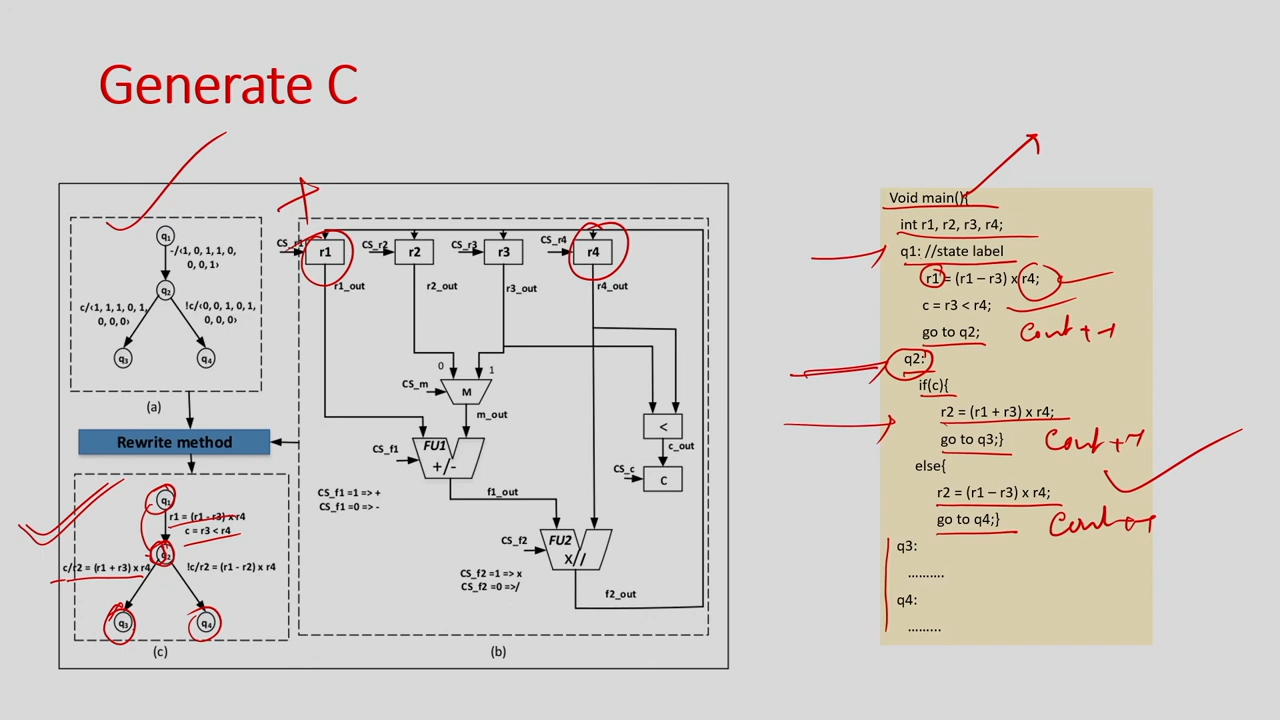 Generate C
q1
-/‹1, 0, 1, 1, 0,
0, 0, 1›
q2
c/‹1, 1, 1, 0, 1,
0, 0, 0›
!c/‹0, 0, 1, 0, 1,
0, 0, 0›
q3
q4
(a)
Rewrite method
q1
r1 = (r1 - r3) x r4
c = r3 < r4
q2
c/r2 = (r1 + r3) x r4
!c/r2 = (r1 - r2) x r4
q3
q4
(c)
CS_r1
r1
CS_r2
r2
CS_r3
r3
CS_r4
r4
r1_out
r2_out
r3_out
r4_out
0
1
CS_m
M
m_out
CS_f1
FU1
+/-
<
c_out
CS_c
C
CS_f1 =1 => +
CS_f1 =0 => -
f1_out
CS_f2
FU2
X//
CS_f2 =1 => x
CS_f2 =0 =>/
f2_out
(b)
Void main(){
int r1, r2, r3, r4;
q1: //state label
r1 = (r1 – r3) x r4;
c = r3 < r4;
go to q2;
Cont++
q2:
if(c){
r2 = (r1 + r3) x r4;
go to q3;}
Cont++
else{
r2 = (r1 – r3) x r4;
go to q4;}
Cont++
q3:
..........
q4:
.........